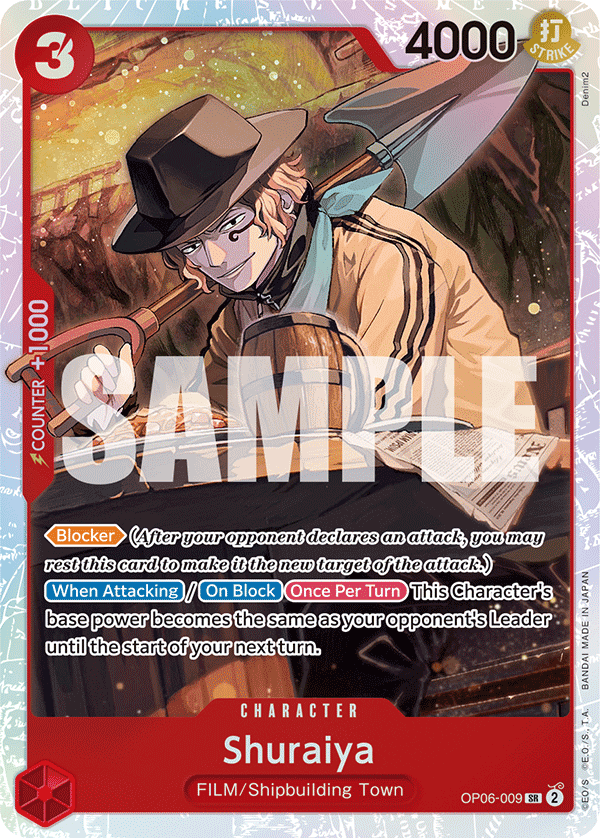 3
4000
打
STRIKE
Denim2
COUNTER +1000
SAMPLE
Blocker (After your opponent declares an attack, you may
rest this card to make it the new target of the attack.)
When Attacking / On Block Once Per Turn This Character's
base power becomes the same as your opponent's Leader
until the start of your next turn.
CHARACTER
Shuraiya
FILM/Shipbuilding Town
OP06-009 SR 2
©E.O./S, T.A. BANDAI MADE IN JAPAN
©EO/S